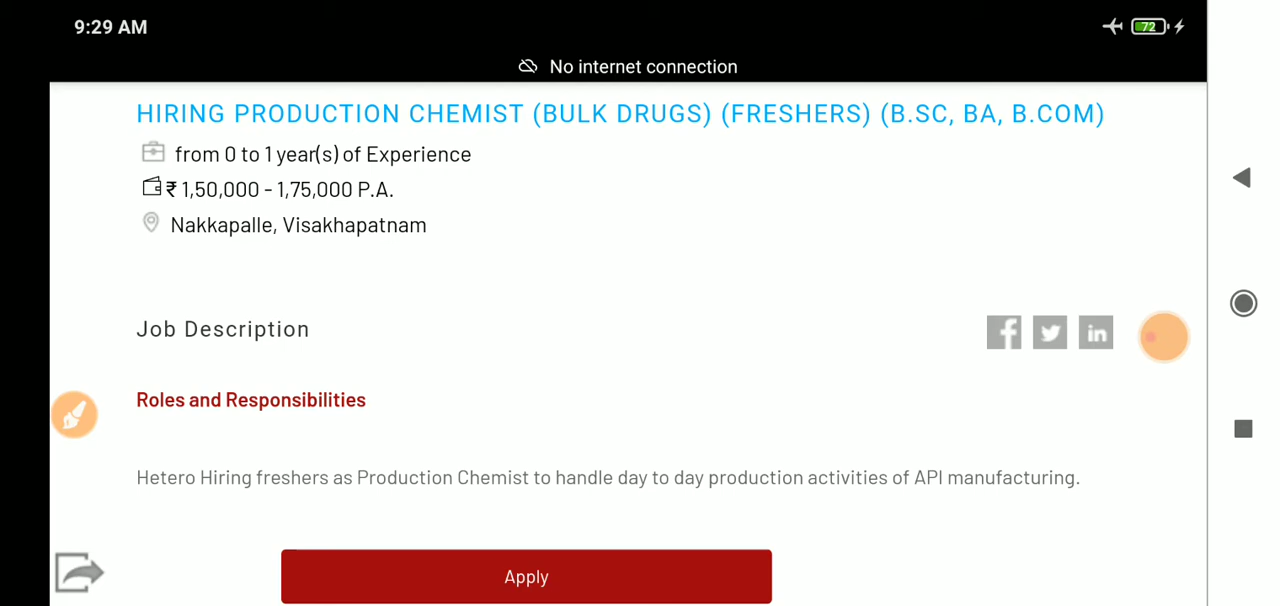 9:29 AM
72
No internet connection
HIRING PRODUCTION CHEMIST (BULK DRUGS) (FRESHERS) (B.SC, BA, B.COM)
from 0 to 1 year(s) of Experience
₹ 1,50,000 - 1,75,000 P.A.
Nakkapalle, Visakhapatnam
Job Description
Roles and Responsibilities
Hetero Hiring freshers as Production Chemist to handle day to day production activities of API manufacturing.
Apply